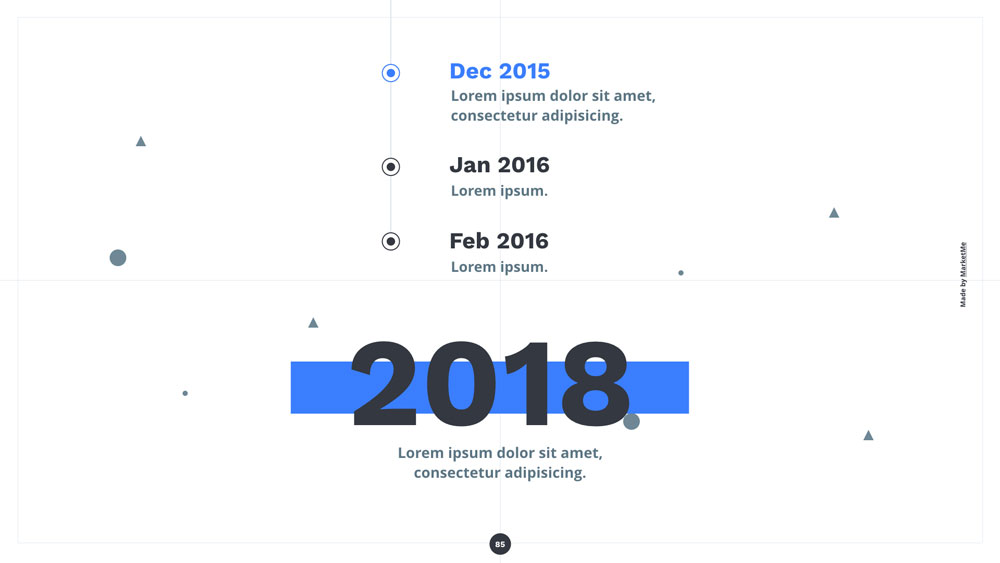 Dec 2015
Lorem ipsum dolor sit amet,
consectetur adipisicing.
Jan 2016
Lorem ipsum.
Feb 2016
Lorem ipsum.
Made by MarketMe
2018
Lorem ipsum dolor sit amet,
consectetur adipisicing.
85